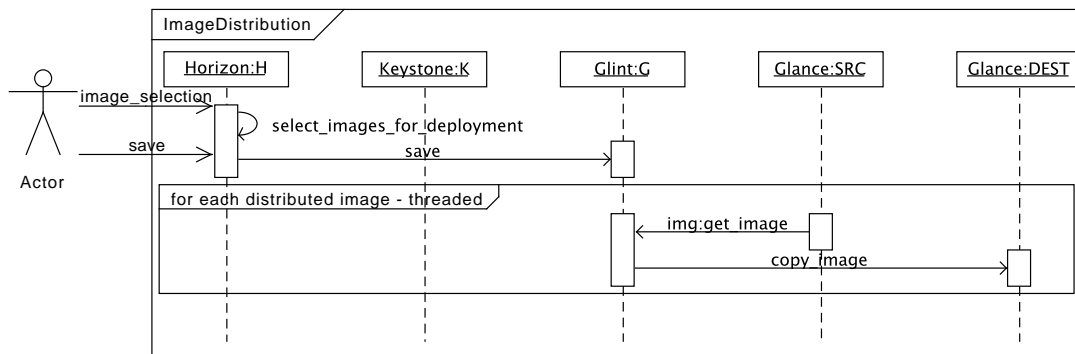 ImageDistribution
Horizon:H
Keystone:K
Glint:G
Glance:SRC
Glance:DEST
image_selection
select_images_for_deployment
save
save
Actor
for each distributed image - threaded
img:get_image
copy_image